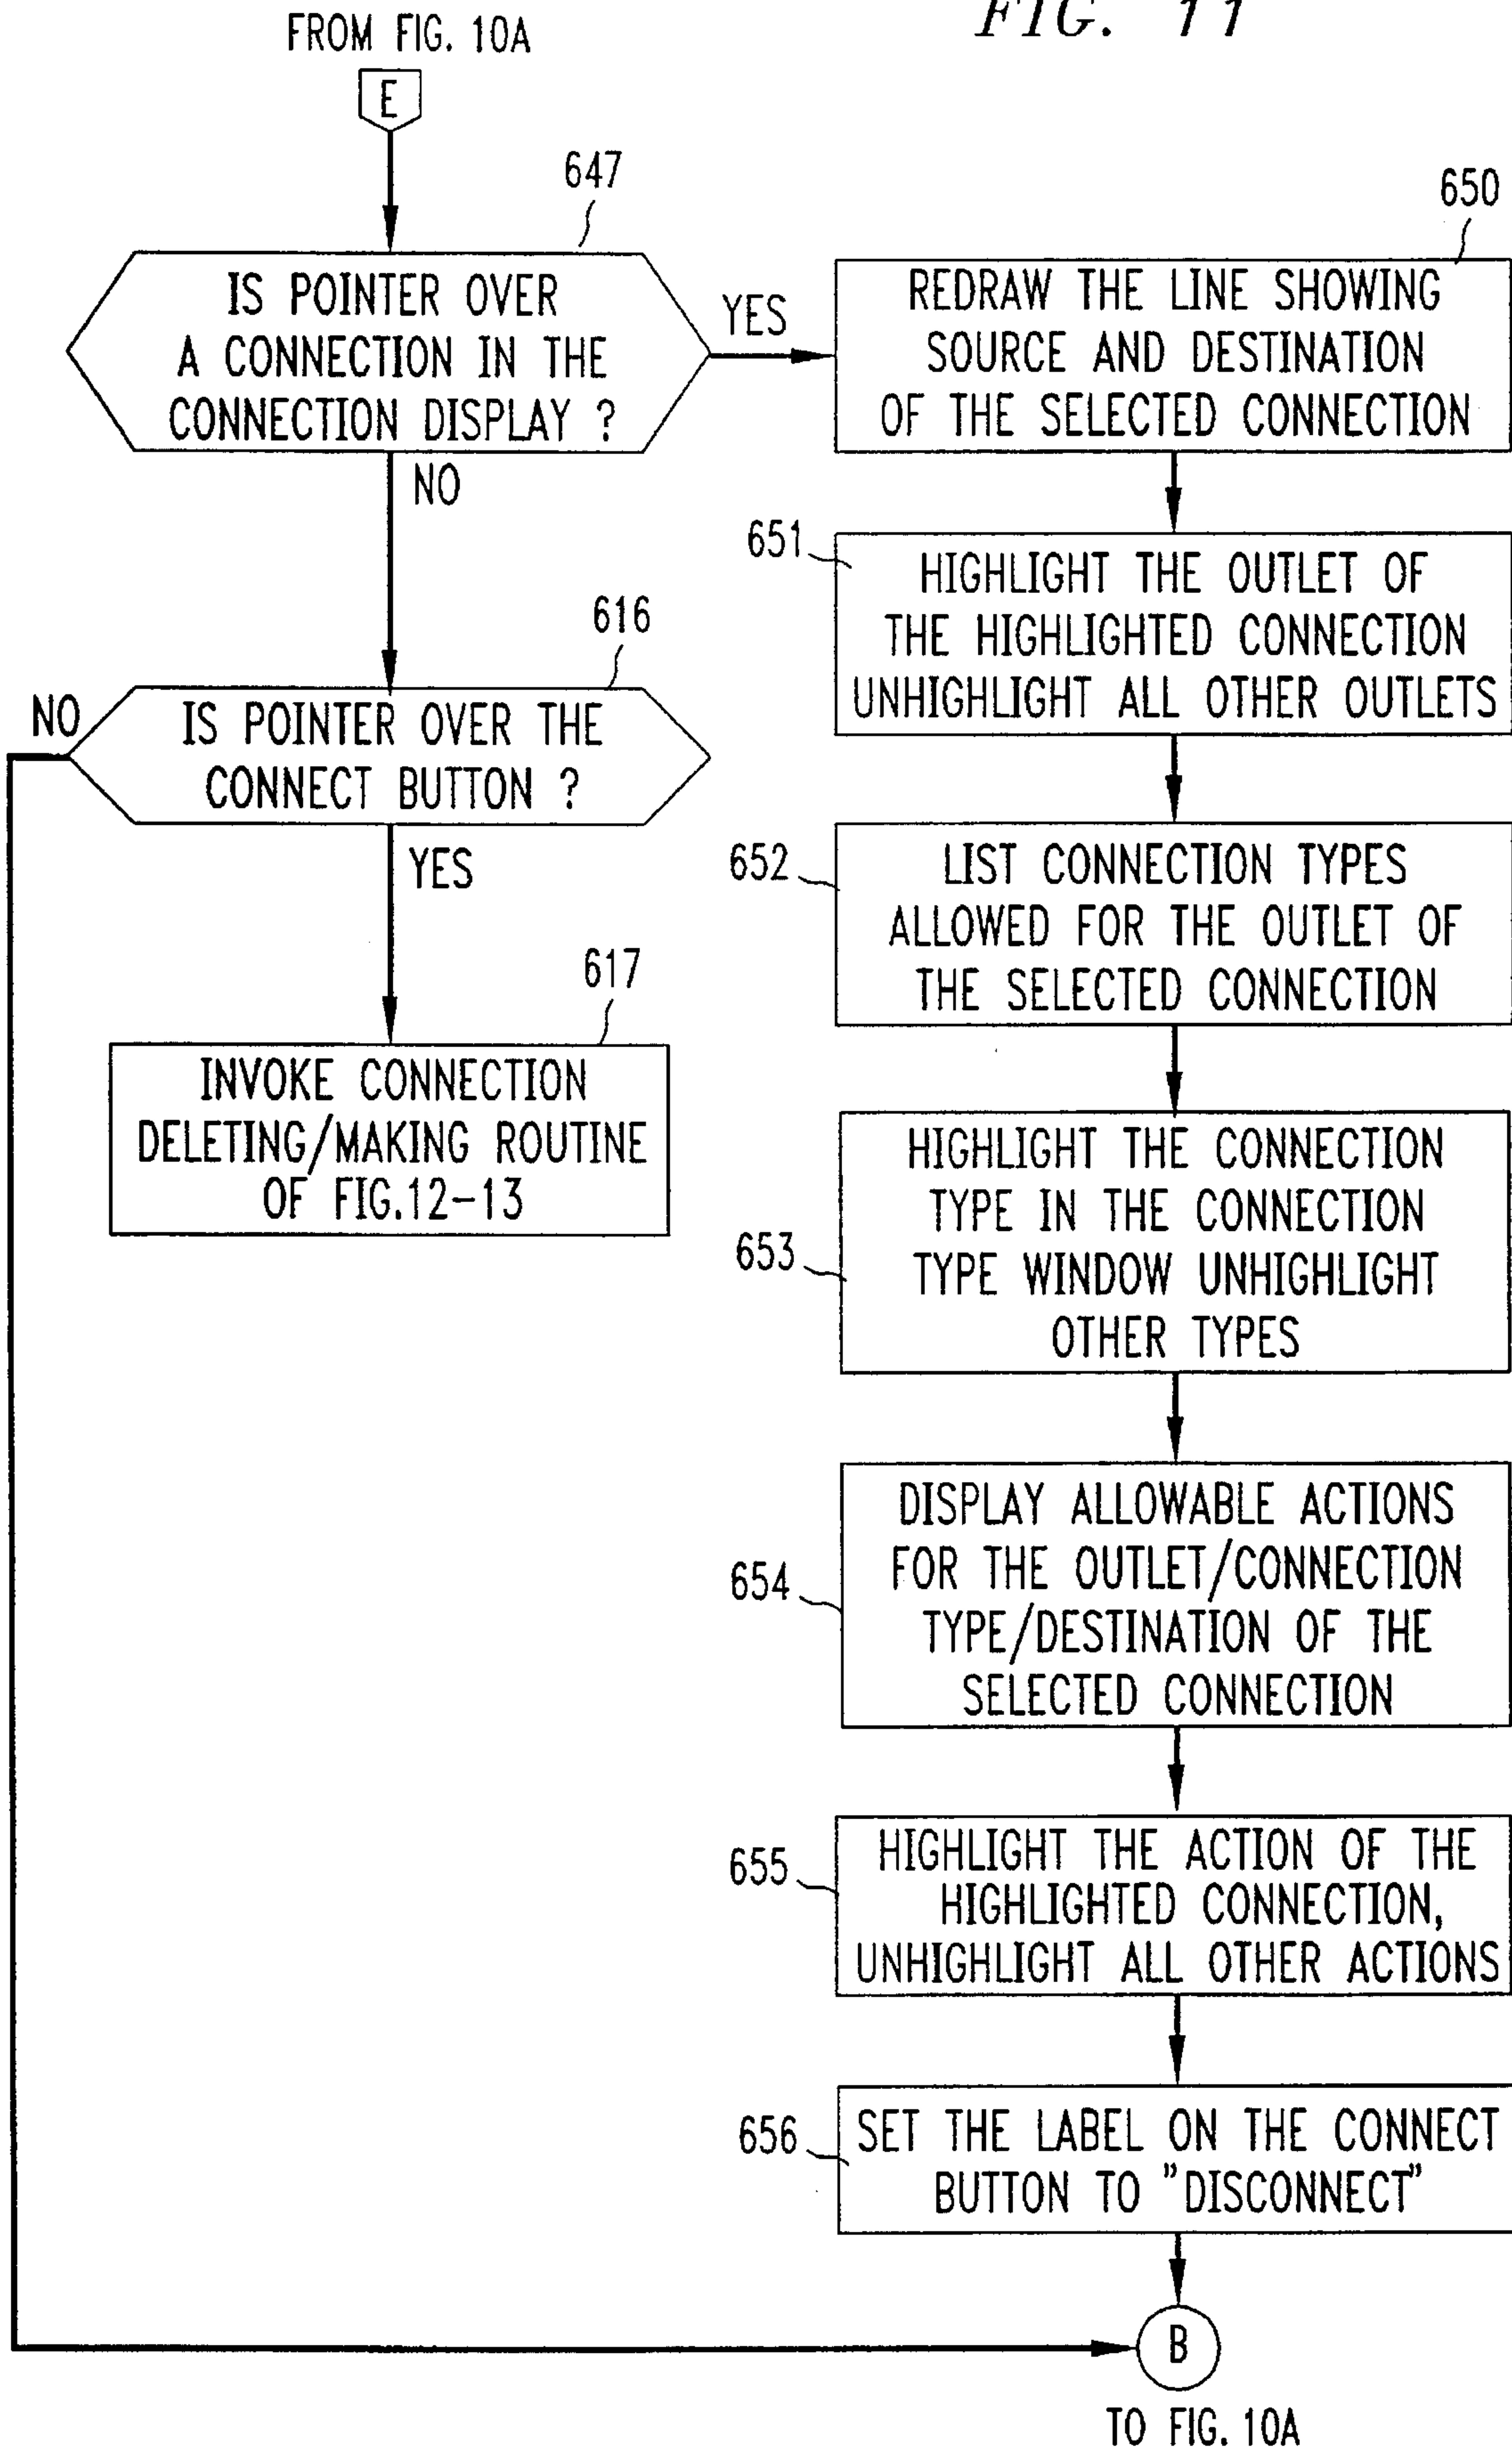 FIG. 11
FROM FIG. 10A
E
647
IS POINTER OVER
A CONNECTION IN THE
CONNECTION DISPLAY ?
YES
NO
650
REDRAW THE LINE SHOWING
SOURCE AND DESTINATION
OF THE SELECTED CONNECTION
651
HIGHLIGHT THE OUTLET OF
THE HIGHLIGHTED CONNECTION
UNHIGHLIGHT ALL OTHER OUTLETS
616
NO
IS POINTER OVER THE
CONNECT BUTTON ?
YES
652
LIST CONNECTION TYPES
ALLOWED FOR THE OUTLET OF
THE SELECTED CONNECTION
617
INVOKE CONNECTION
DELETING/MAKING ROUTINE
OF FIG.12-13
653
HIGHLIGHT THE CONNECTION
TYPE IN THE CONNECTION
TYPE WINDOW UNHIGHLIGHT
OTHER TYPES
654
DISPLAY ALLOWABLE ACTIONS
FOR THE OUTLET/CONNECTION
TYPE/DESTINATION OF THE
SELECTED CONNECTION
655
HIGHLIGHT THE ACTION OF THE
HIGHLIGHTED CONNECTION,
UNHIGHLIGHT ALL OTHER ACTIONS
656
SET THE LABEL ON THE CONNECT
BUTTON TO "DISCONNECT"
B
TO FIG. 10A